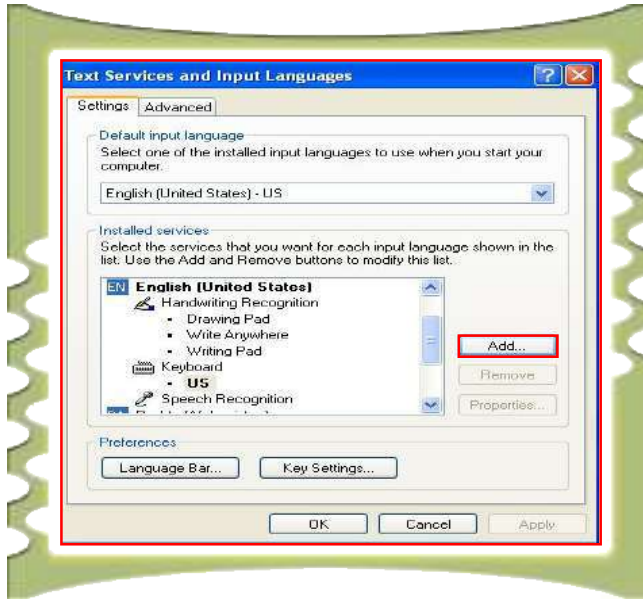 Text Services and Input Languages
Settings Advanced
Default input language
Select one of the installed input languages to use when you start your
computer.
English (United States) - US
Installed services
Select the services that you want for each input language shown in the
list. Use the Add and Remove buttons to modify this list.
EN English (United States)
Handwriting Recognition
• Drawing Pad
• Write Anywhere
• Writing Pad
Keyboard
• US
Speech Recognition
Add...
Remove
Properties...
Preferences
Language Bar... Key Settings...
OK Cancel Apply